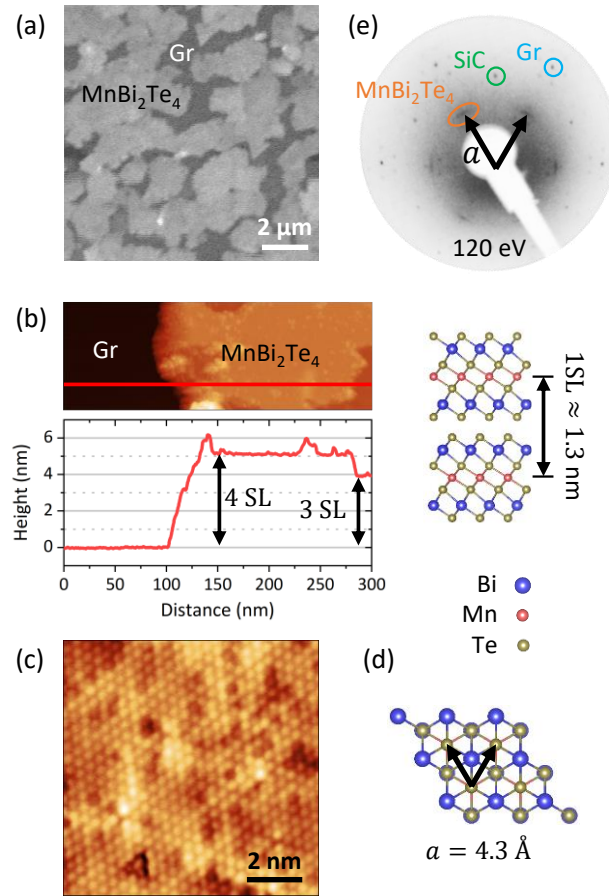 (a)
Gr
MnBi₂Te₄
2 μm
(e)
SiC
Gr
MnBi₂Te₄
a
120 eV
(b)
Gr
MnBi₂Te₄
Height (nm)
6
4
2
0
4 SL
3 SL
0 50 100 150 200 250 300
Distance (nm)
1SL ≈ 1.3 nm
Bi
Mn
Te
(c)
2 nm
(d)
a = 4.3 Å